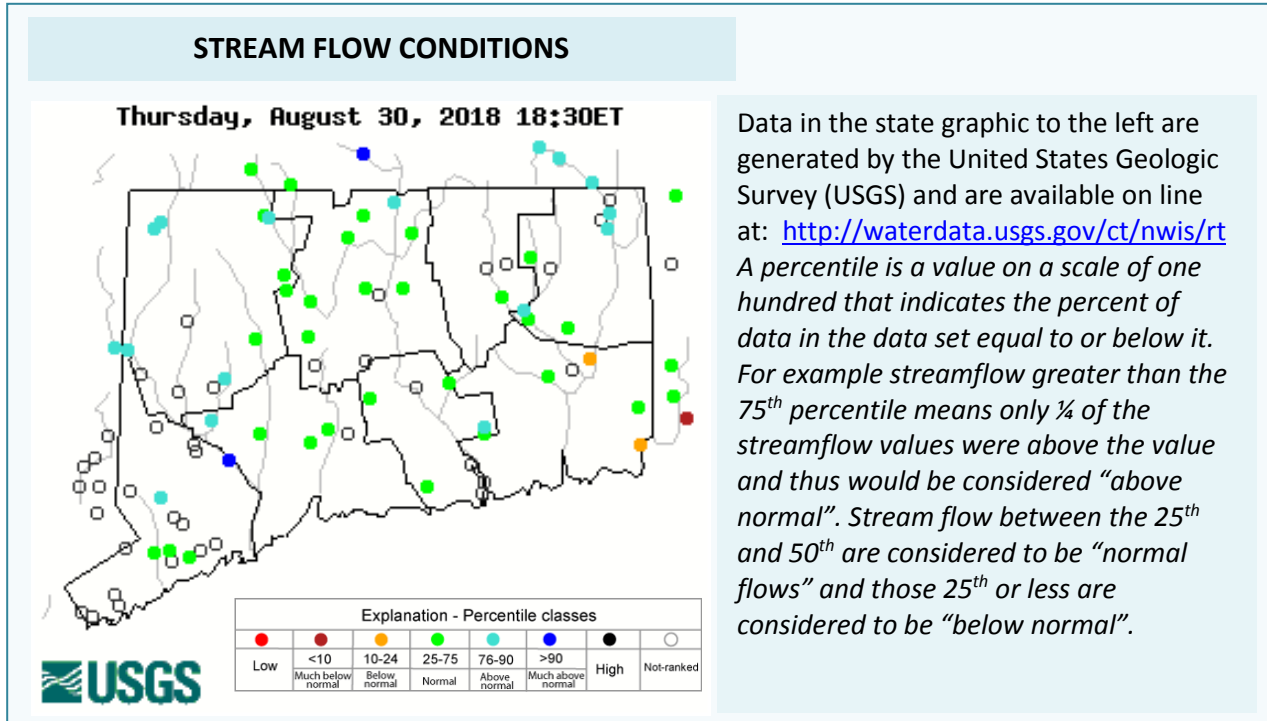 STREAM FLOW CONDITIONS
Thursday, August 30, 2018 18:30ET
Data in the state graphic to the left are
generated by the United States Geologic
Survey (USGS) and are available on line
at: http://waterdata.usgs.gov/ct/nwis/rt
A percentile is a value on a scale of one
hundred that indicates the percent of
data in the data set equal to or below it.
For example streamflow greater than the
75th percentile means only ¼ of the
streamflow values were above the value
and thus would be considered “above
normal”. Stream flow between the 25th
and 50th are considered to be “normal
flows” and those 25th or less are
considered to be “below normal”.
Explanation - Percentile classes
Low <10 10-24 25-75 76-90 >90 High Not-ranked
Much below normal Below normal Normal Above normal Much above normal
USGS